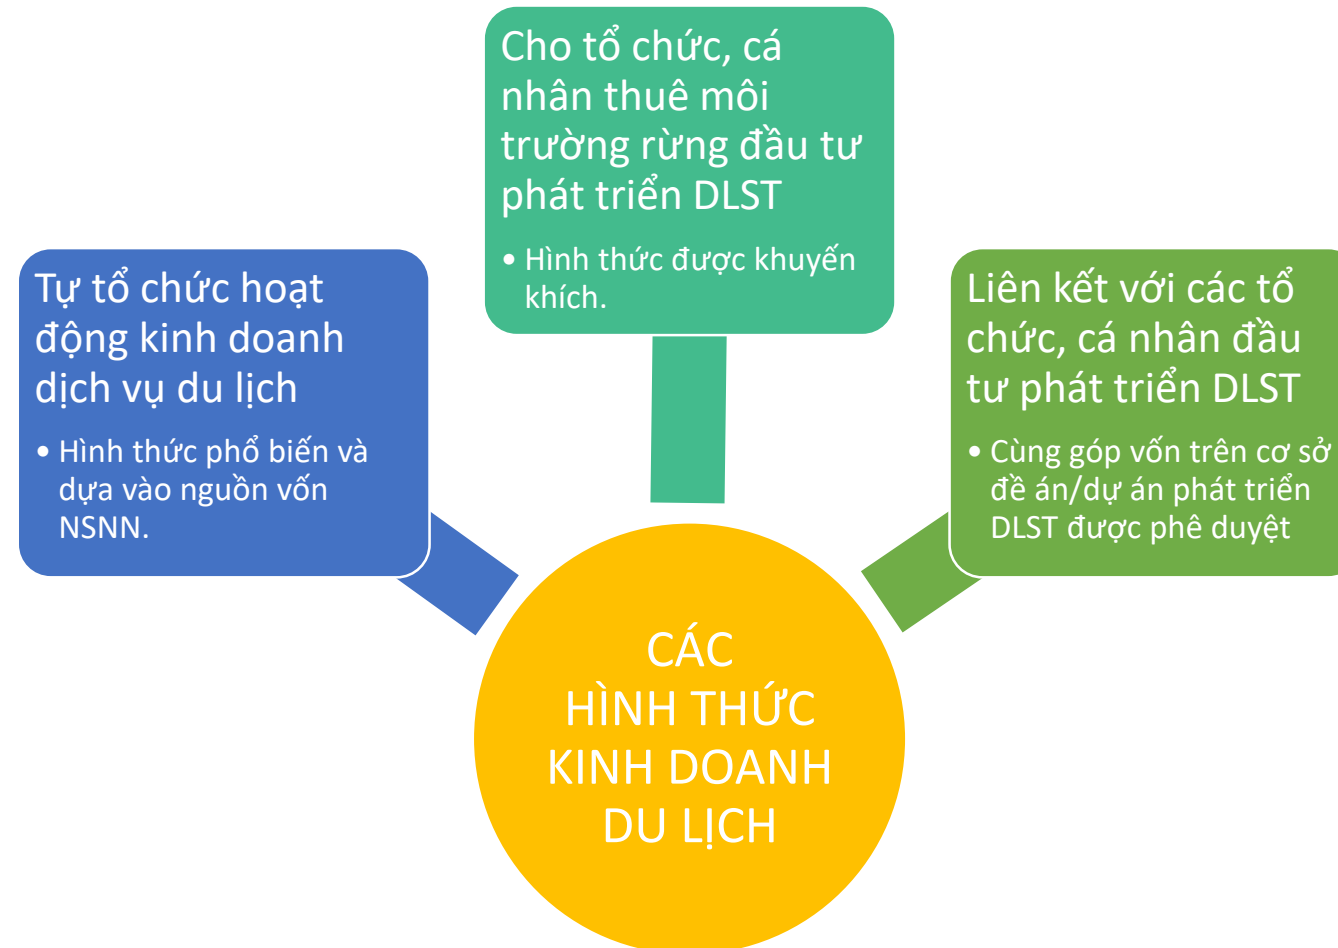 Cho tổ chức, cá
nhân thuê môi
trường rừng đầu tư
phát triển DLST
• Hình thức được khuyến
khích.
Tự tổ chức hoạt
động kinh doanh
dịch vụ du lịch
• Hình thức phổ biến và
dựa vào nguồn vốn
NSNN.
Liên kết với các tổ
chức, cá nhân đầu
tư phát triển DLST
• Cùng góp vốn trên cơ sở
đề án/dự án phát triển
DLST được phê duyệt
CÁC
HÌNH THỨC
KINH DOANH
DU LỊCH